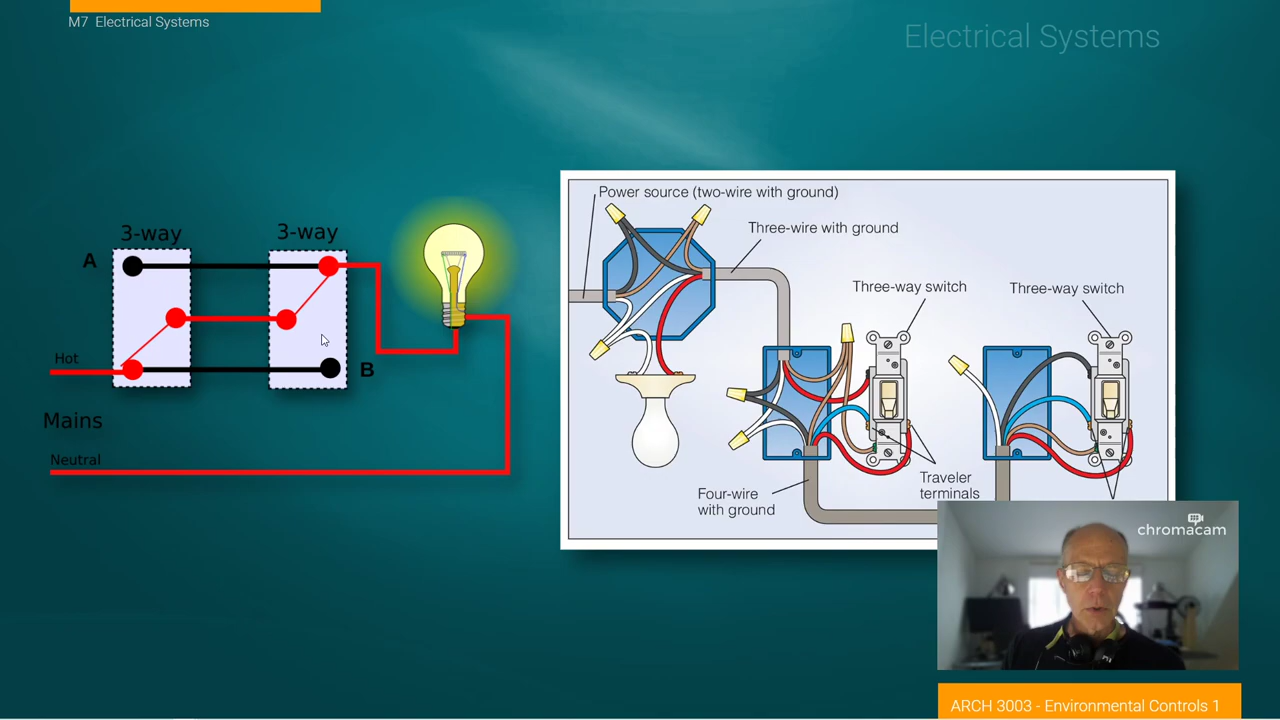 M7 Electrical Systems
Electrical Systems
3-way
3-way
A
Hot
B
Mains
Neutral
Power source (two-wire with ground)
Three-wire with ground
Three-way switch
Three-way switch
Traveler
terminals
Four-wire
with ground
chromacam
ARCH 3003 - Environmental Controls 1